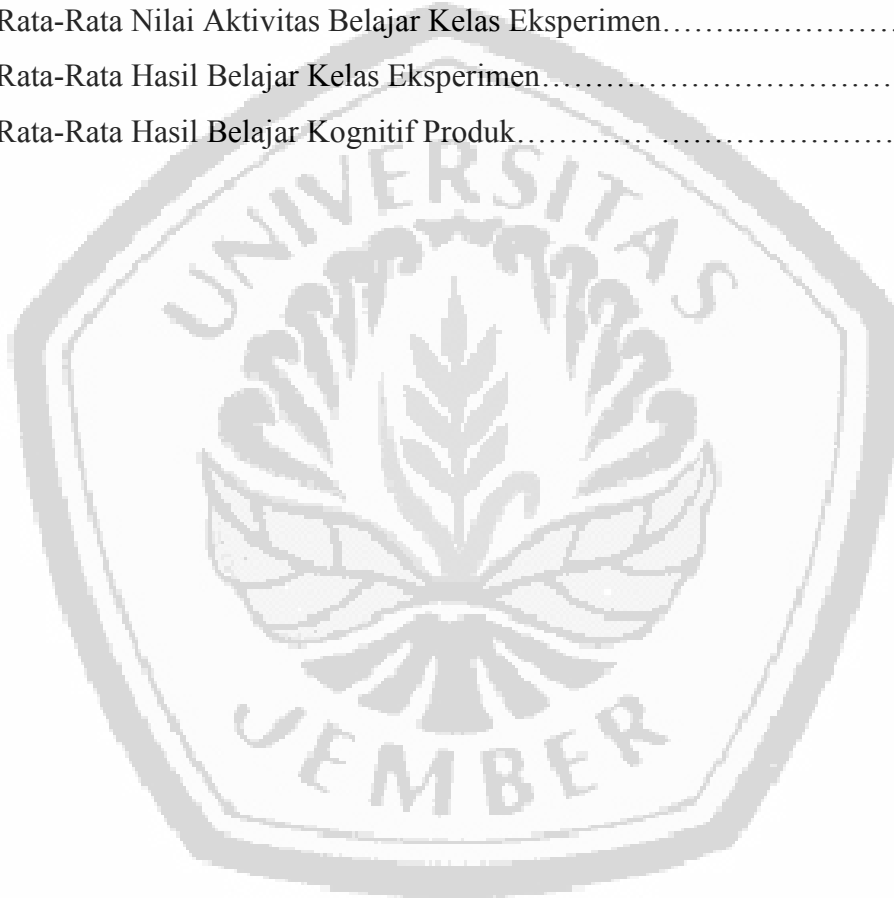 Rata-Rata Nilai Aktivitas Belajar Kelas Eksperimen……...……………
Rata-Rata Hasil Belajar Kelas Eksperimen…………………………………
Rata-Rata Hasil Belajar Kognitif Produk…………. …….………………
UNIVERSITAS
JEMBER